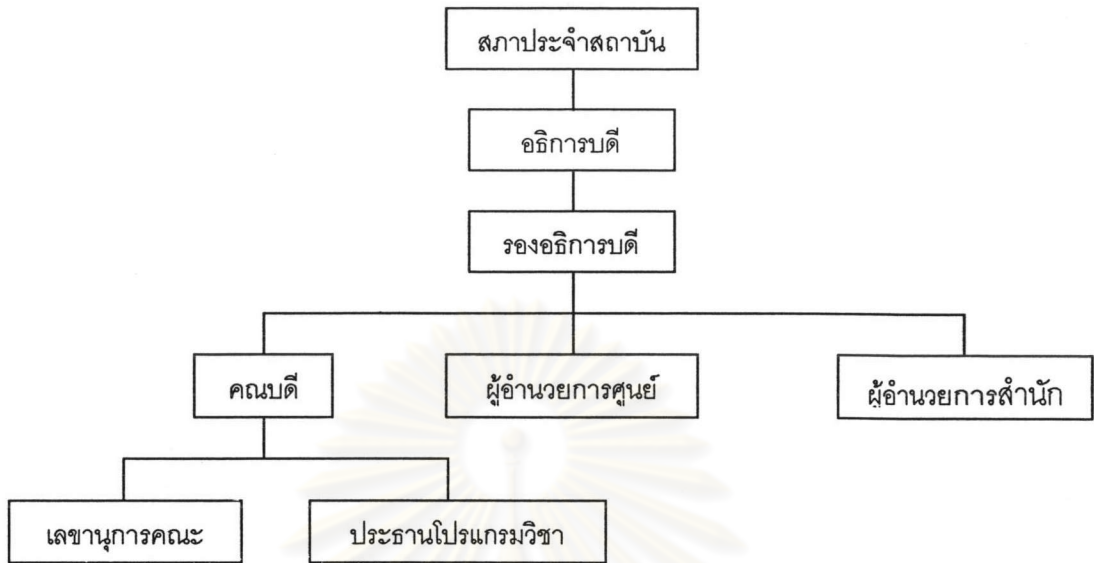 สภาประจำสถาบัน
อธิการบดี
รองอธิการบดี
คณบดี
ผู้อำนวยการศูนย์
ผู้อำนวยการสำนัก
เลขานุการคณะ
ประธานโปรแกรมวิชา